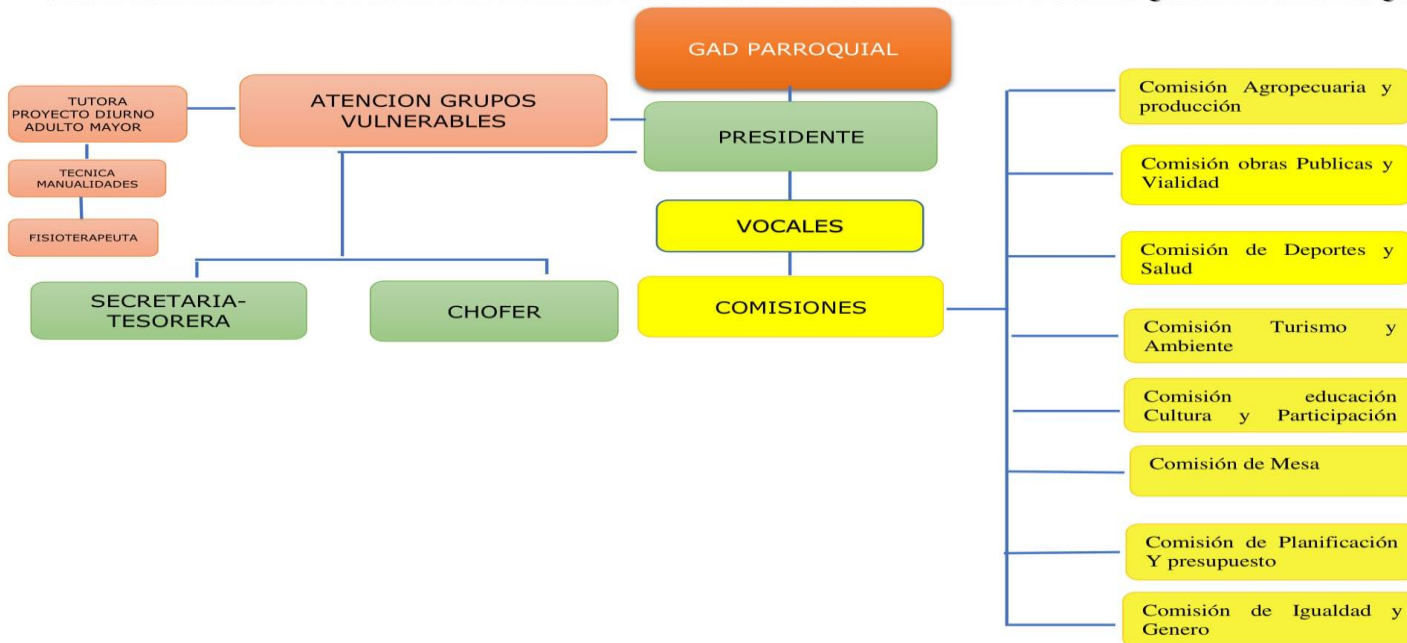 GAD PARROQUIAL
ATENCION GRUPOS
VULNERABLES
TUTORA
PROYECTO DIURNO
ADULTO MAYOR
TECNICA
MANUALIDADES
FISIOTERAPEUTA
PRESIDENTE
VOCALES
COMISIONES
SECRETARIA-
TESORERA
CHOFER
Comisión Agropecuaria y
producción
Comisión obras Publicas y
Vialidad
Comisión de Deportes y
Salud
Comisión Turismo y
Ambiente
Comisión educación
Cultura y Participación
Comisión de Mesa
Comisión de Planificación
Y presupuesto
Comisión de Igualdad y
Genero